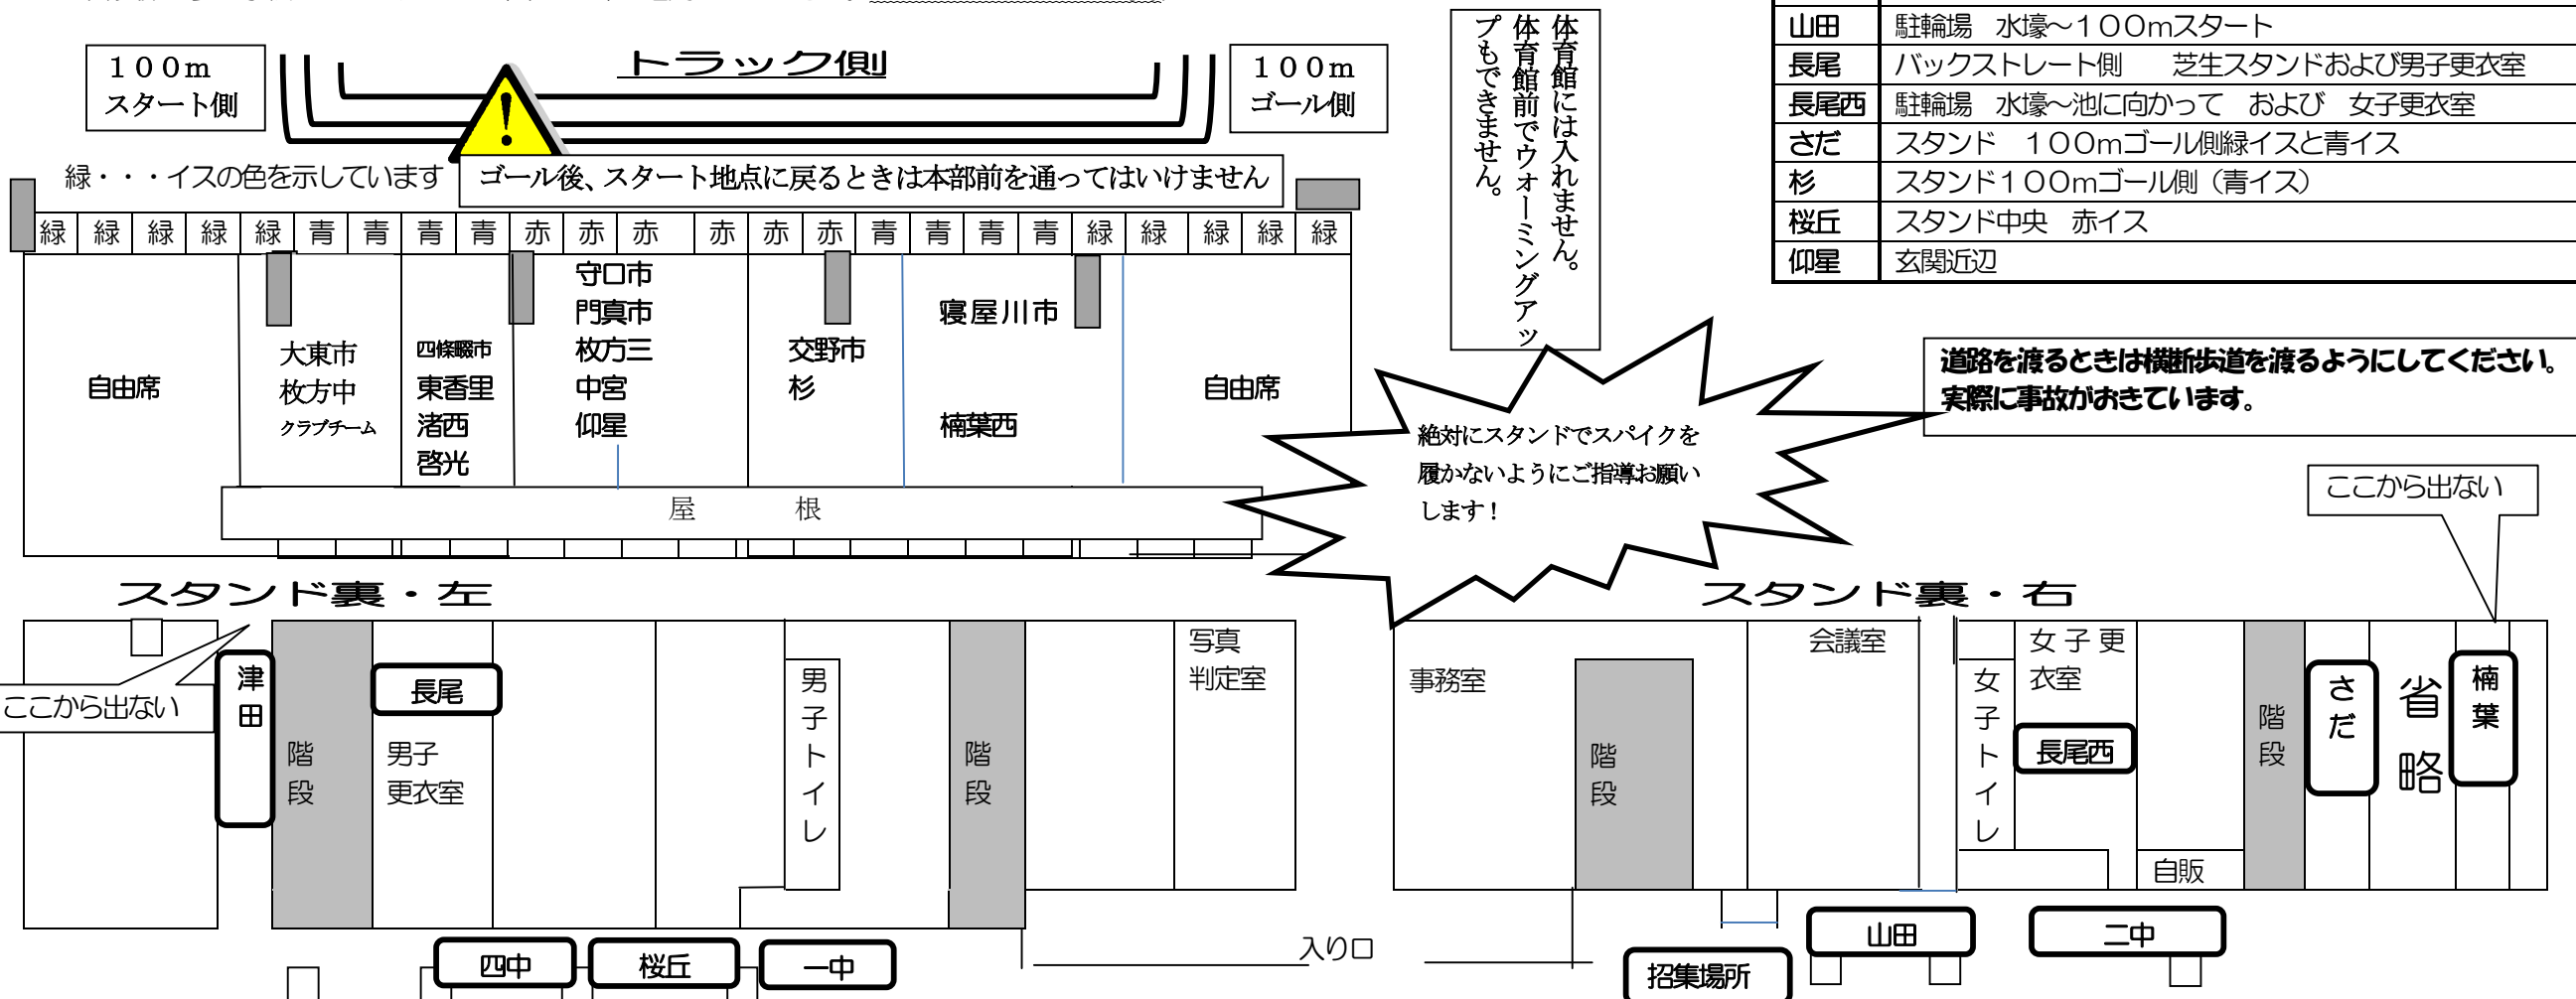 トラック側
100m
スタート側
100m
ゴール側
緑・・・イスの色を示しています
ゴール後、スタート地点に戻るときは本部前を通ってはいけません
体育館には入れません。
体育館前でウオーミングアッ
プもできません。
山田 駐輪場 水壕～100mスタート
長尾 バックストレート側 芝生スタンドおよび男子更衣室
長尾西 駐輪場 水壕～池に向かって および 女子更衣室
さだ スタンド 100mゴール側緑イスと青イス
杉 スタンド100mゴール側（青イス）
桜丘 スタンド中央 赤イス
仰星 玄関近辺
緑 緑 緑 緑 緑 青 青 青 青 赤 赤 赤 赤 赤 赤 青 青 青 青 緑 緑 緑 緑 緑
自由席
大東市
枚方中
クラブチーム
四條畷市
東香里
渚西
啓光
守口市
門真市
枚方三
中宮
仰星
交野市
杉
寝屋川市
楠葉西
自由席
屋 根
絶対にスタンドでスパイクを
履かないようにご指導お願い
します！
道路を渡るときは横断歩道を渡るようにしてください。
実際に事故がおきています。
ここから出ない
スタンド裏・左
ここから出ない
津田
階段
長尾
男子
更衣室
男子トイレ
階段
写真
判定室
四中
桜丘
一中
入り口
スタンド裏・右
事務室
階段
会議室
女子トイレ
女子更
衣室
長尾西
自販
階段
さだ
省略
楠葉
招集場所
山田
二中